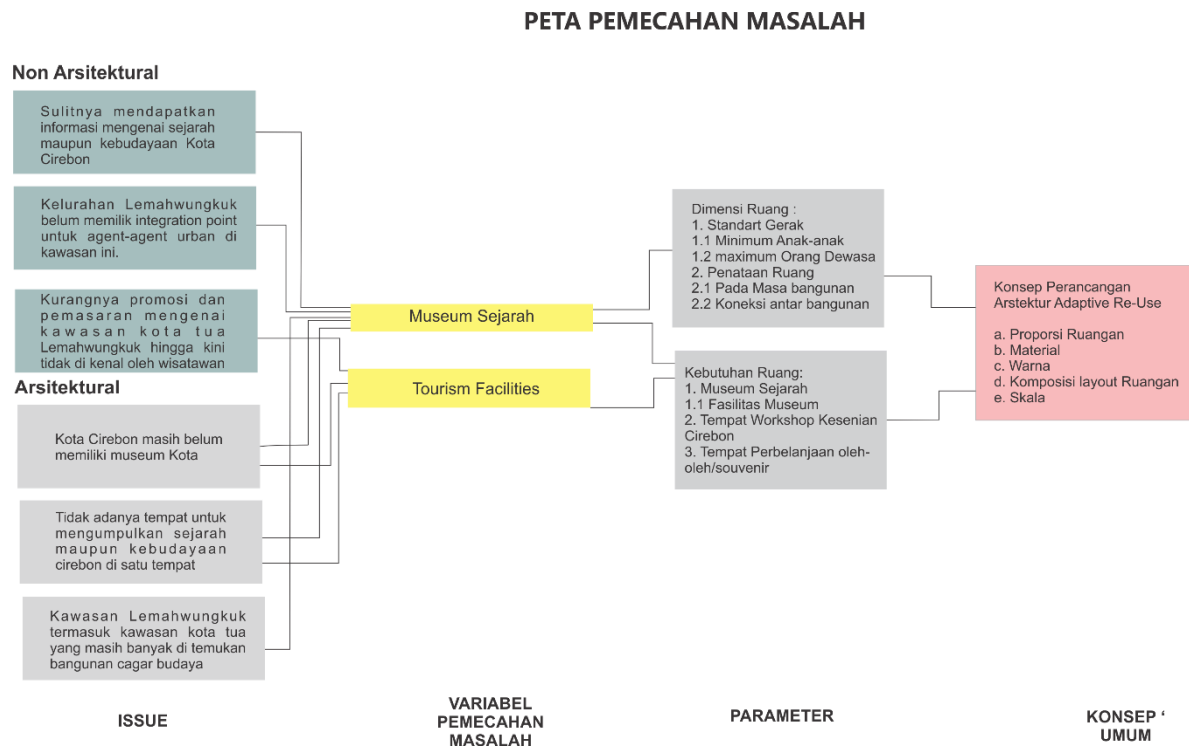 PETA PEMECAHAN MASALAH
Non Arsitektural
Sulitnya mendapatkan
informasi mengenai sejarah
maupun kebudayaan Kota
Cirebon
Kelurahan Lemahwungkuk
belum memilik integration point
untuk agent-agent urban di
kawasan ini.
Kurangnya promosi dan
pemasaran mengenai
kawasan kota tua
Lemahwungkuk hingga kini
tidak di kenal oleh wisatawan
Arsitektural
Kota Cirebon masih belum
memiliki museum Kota
Tidak adanya tempat untuk
mengumpulkan sejarah
maupun kebudayaan
cirebon di satu tempat
Kawasan Lemahwungkuk
termasuk kawasan kota tua
yang masih banyak di temukan
bangunan cagar budaya
Museum Sejarah
Tourism Facilities
Dimensi Ruang :
1. Standart Gerak
1.1 Minimum Anak-anak
1.2 maximum Orang Dewasa
2. Penataan Ruang
2.1 Pada Masa bangunan
2.2 Koneksi antar bangunan
Kebutuhan Ruang:
1. Museum Sejarah
1.1 Fasilitas Museum
2. Tempat Workshop Kesenian
Cirebon
3. Tempat Perbelanjaan oleh-
oleh/souvenir
Konsep Perancangan
Arstektur Adaptive Re-Use
a. Proporsi Ruangan
b. Material
c. Warna
d. Komposisi layout Ruangan
e. Skala
ISSUE
VARIABEL
PEMECAHAN
MASALAH
PARAMETER
KONSEP ‘
UMUM